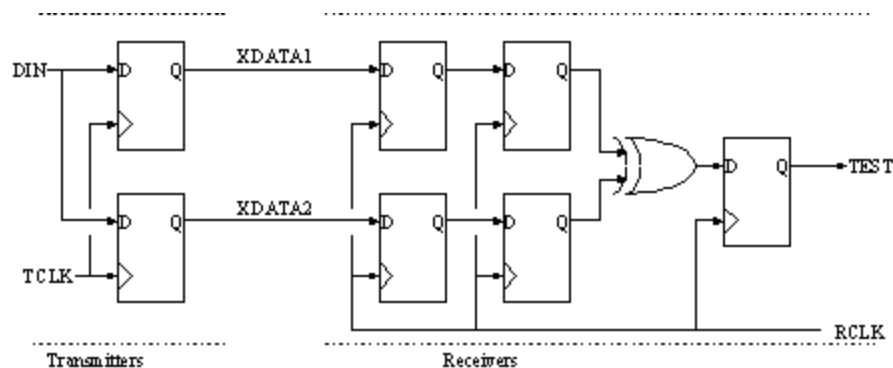 XDATA1
DIN
D Q
D Q
D Q
D Q
TEST
XDATA2
D Q
D Q
D Q
TCLK
RCLK
Transmitters
Receivers